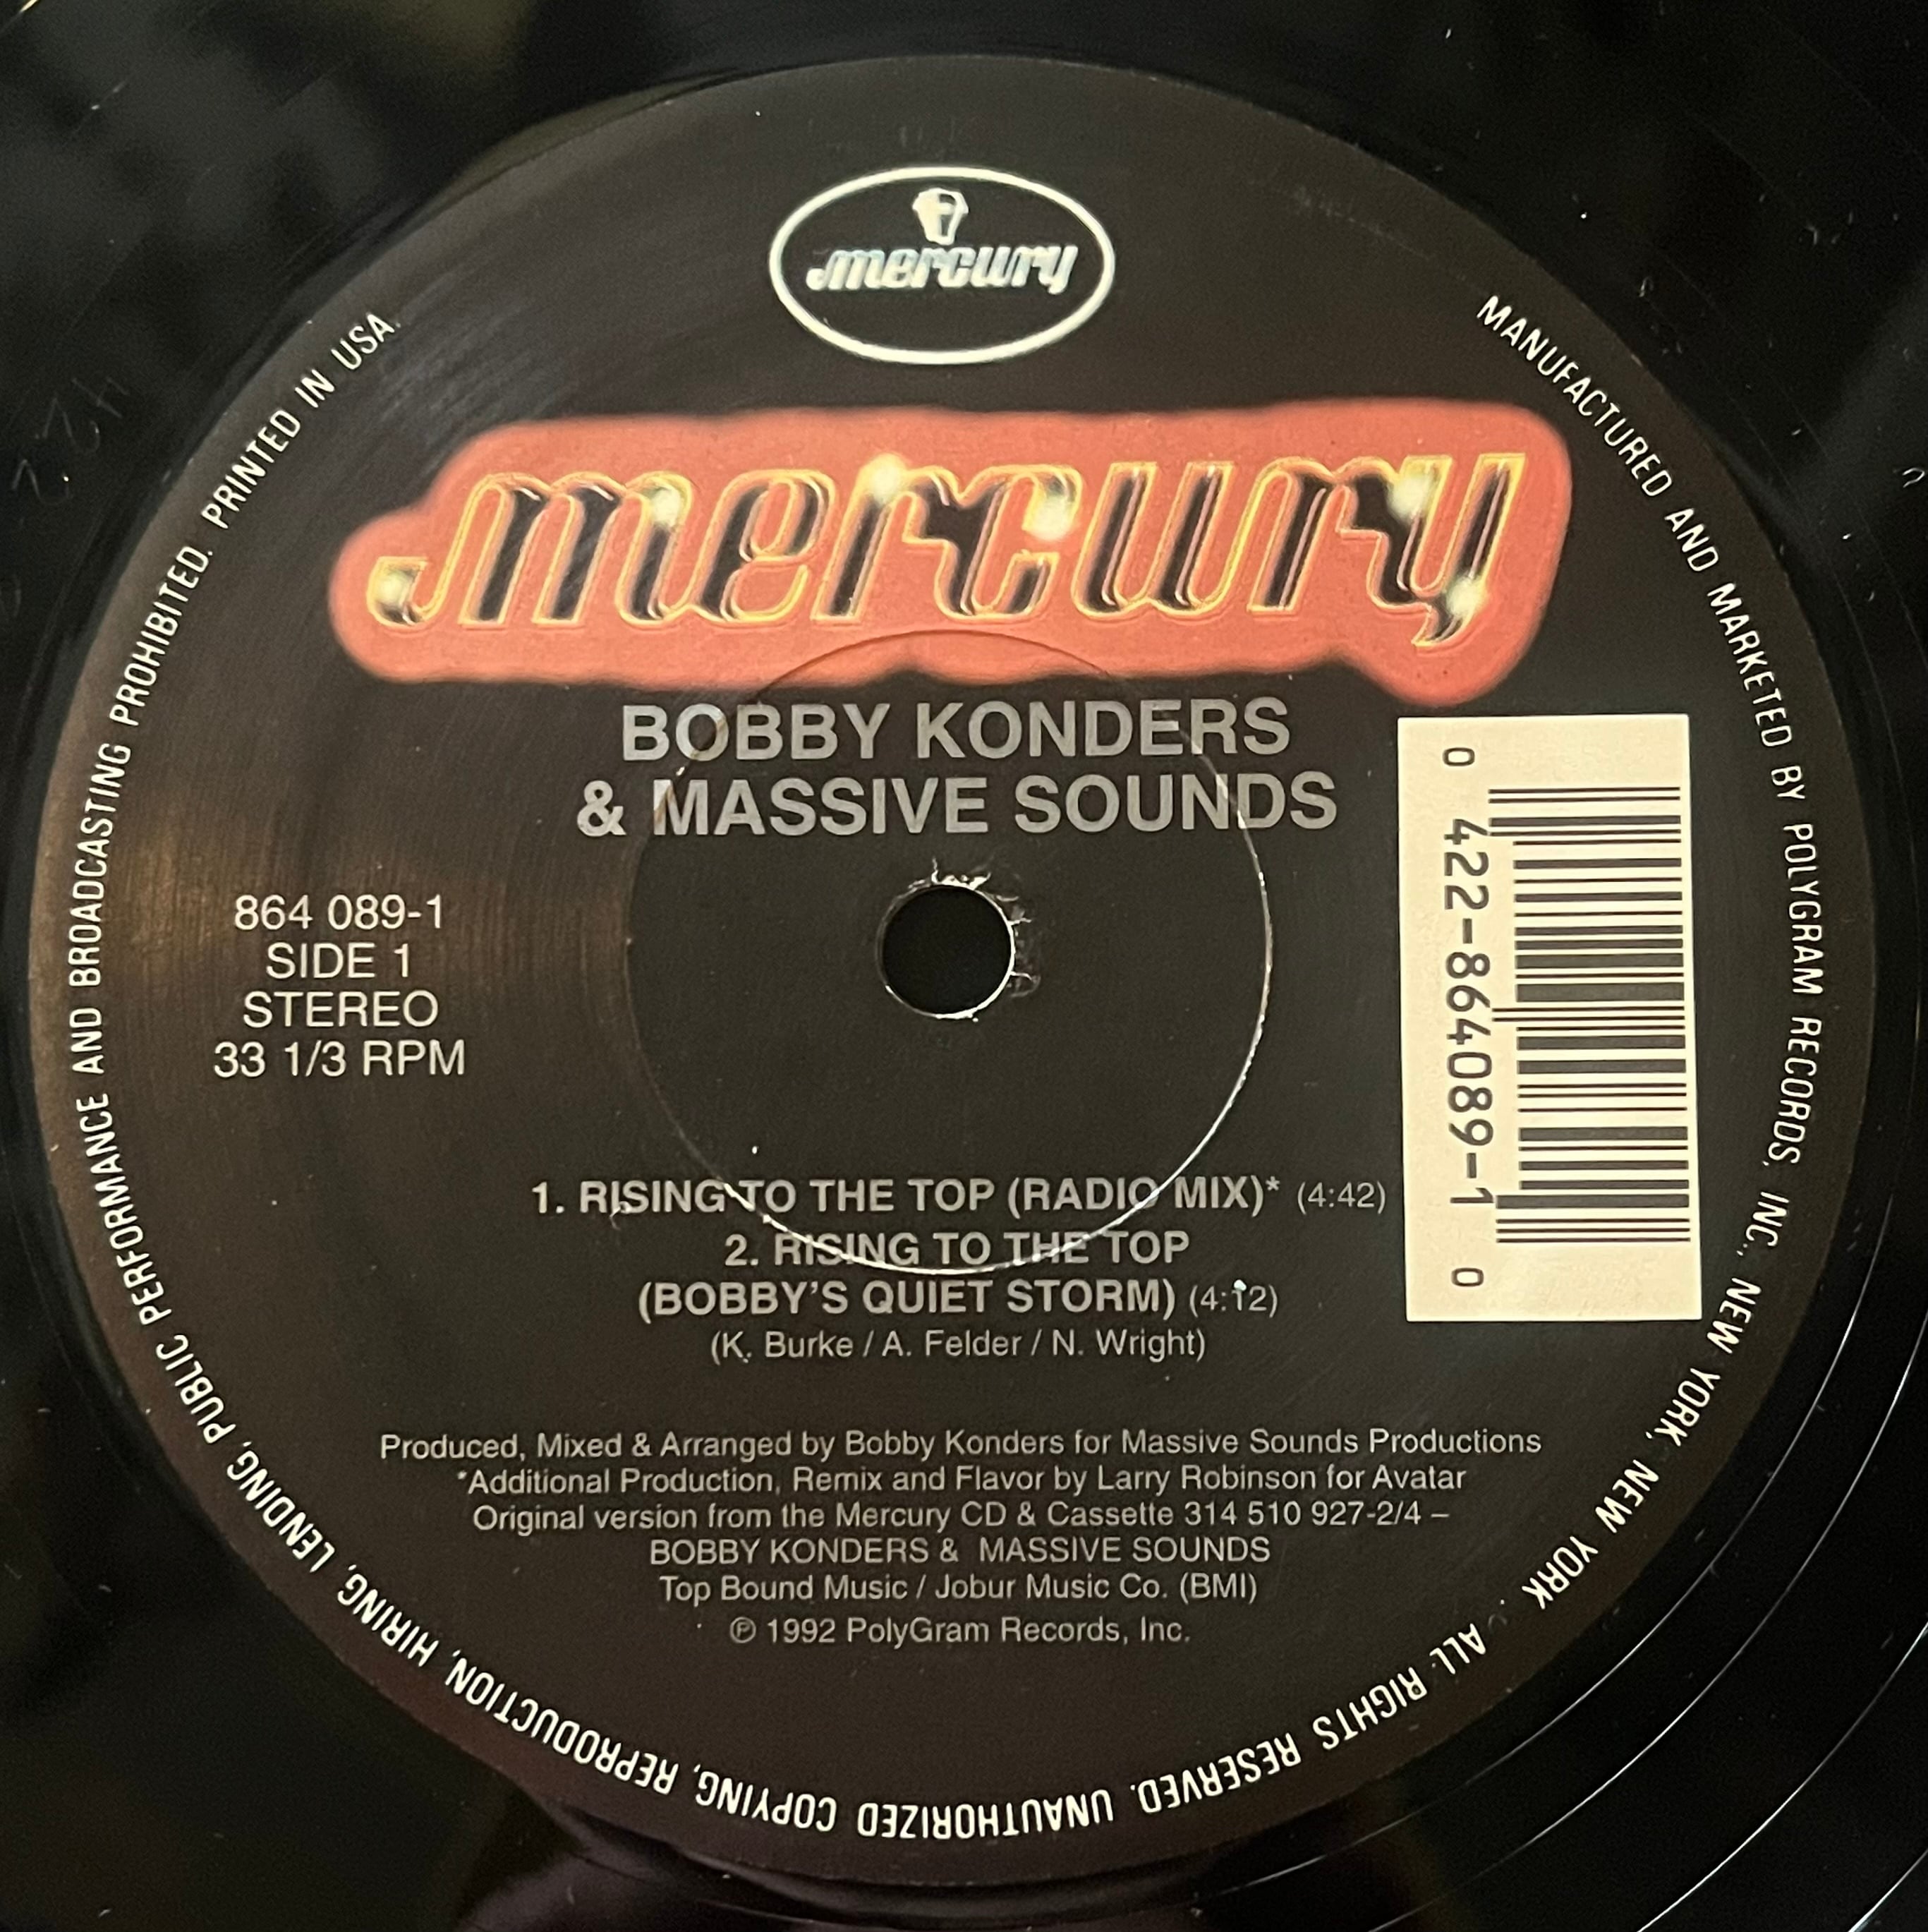 mercury
mercury
BOBBY KONDERS
& MASSIVE SOUNDS
864 089-1
SIDE 1
STEREO
33 1/3 RPM
0 422-864089-1 0
1. RISING TO THE TOP (RADIO MIX)* (4:42)
2. RISING TO THE TOP
(BOBBY'S QUIET STORM) (4:12)
(K. Burke / A. Felder / N. Wright)
Produced, Mixed & Arranged by Bobby Konders for Massive Sounds Productions
*Additional Production, Remix and Flavor by Larry Robinson for Avatar
Original version from the Mercury CD & Cassette 314 510 927-2/4 –
BOBBY KONDERS & MASSIVE SOUNDS
Top Bound Music / Jobur Music Co. (BMI)
℗ 1992 PolyGram Records, Inc.
MANUFACTURED AND MARKETED BY POLYGRAM RECORDS, INC., NEW YORK, NEW YORK. ALL RIGHTS RESERVED. UNAUTHORIZED COPYING, REPRODUCTION, HIRING, LENDING, PUBLIC PERFORMANCE AND BROADCASTING PROHIBITED. PRINTED IN USA.